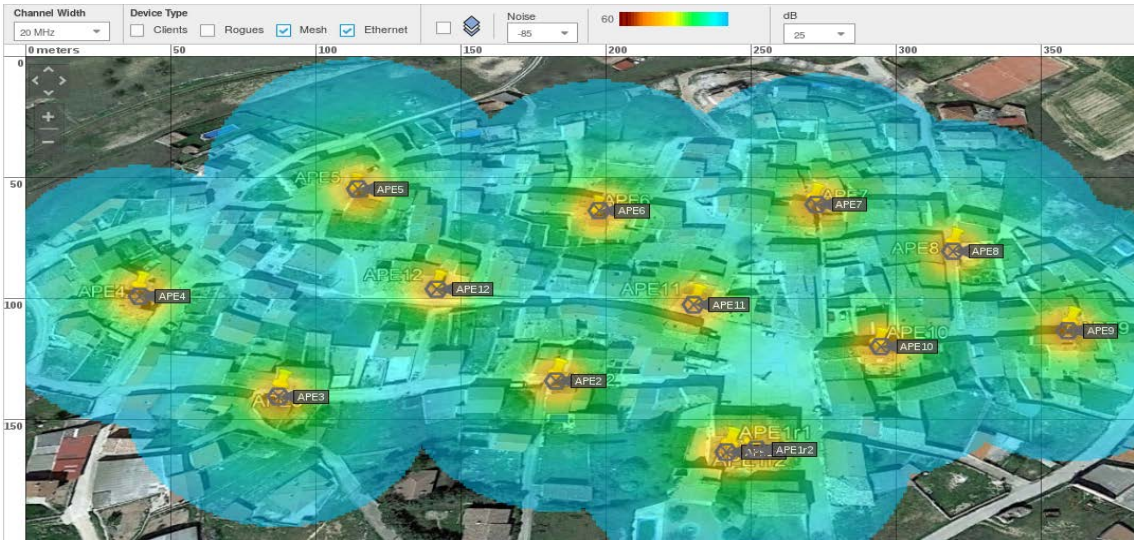 Channel Width
20 MHz
Device Type
Clients
Rogues
Mesh
Ethernet
Noise
-85
60
dB
25
0 meters 50 100 150 200 250 300 350
0
50
100
150
APE5 APE5
APE6 APE6
APE7 APE7
APE8 APE8
APE12 APE12
APE4 APE4
APE11 APE11
APE10 APE10
APE9
APE2
APE3
APE1r1
APE1r2